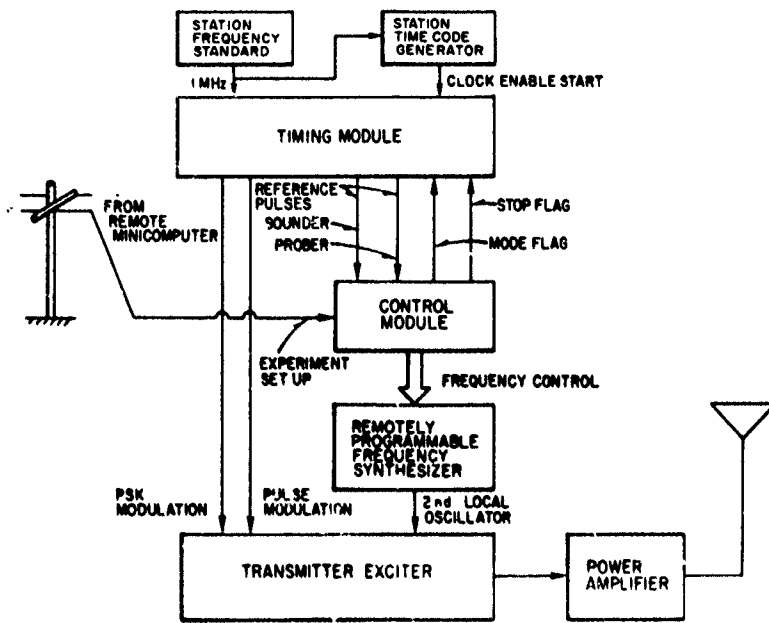 STATION
FREQUENCY
STANDARD
STATION
TIME CODE
GENERATOR
1 MHz
CLOCK ENABLE START
TIMING MODULE
FROM
REMOTE
MINICOMPUTER
REFERENCE
PULSES
SOUNDER
PROBER
STOP FLAG
MODE FLAG
CONTROL
MODULE
EXPERIMENT
SET UP
FREQUENCY CONTROL
REMOTELY
PROGRAMMABLE
FREQUENCY
SYNTHESIZER
PSK
MODULATION
PULSE
MODULATION
2nd LOCAL
OSCILLATOR
TRANSMITTER EXCITER
POWER
AMPLIFIER